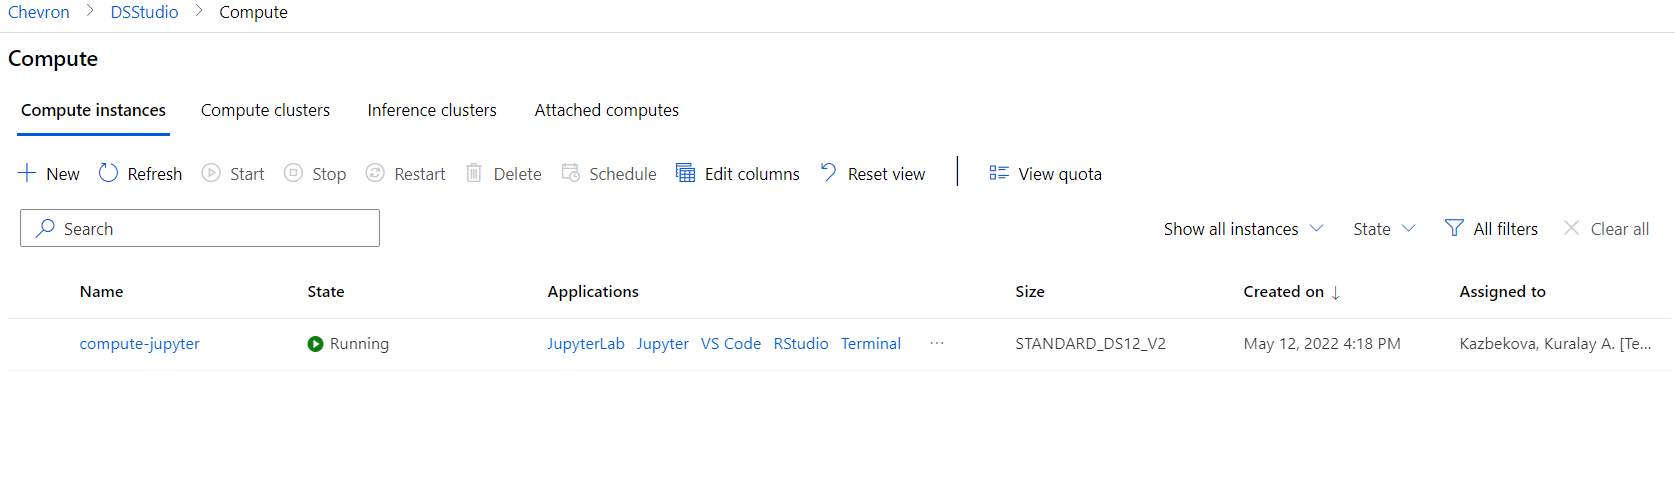 Chevron > DSStudio > Compute
Compute
Compute instances Compute clusters Inference clusters Attached computes
New Refresh Start Stop Restart Delete Schedule Edit columns Reset view View quota
Search Show all instances State All filters Clear all
Name State Applications Size Created on ↓ Assigned to
compute-jupyter Running JupyterLab Jupyter VS Code RStudio Terminal ... STANDARD_DS12_V2 May 12, 2022 4:18 PM Kazbekova, Kuralay A. [Te...